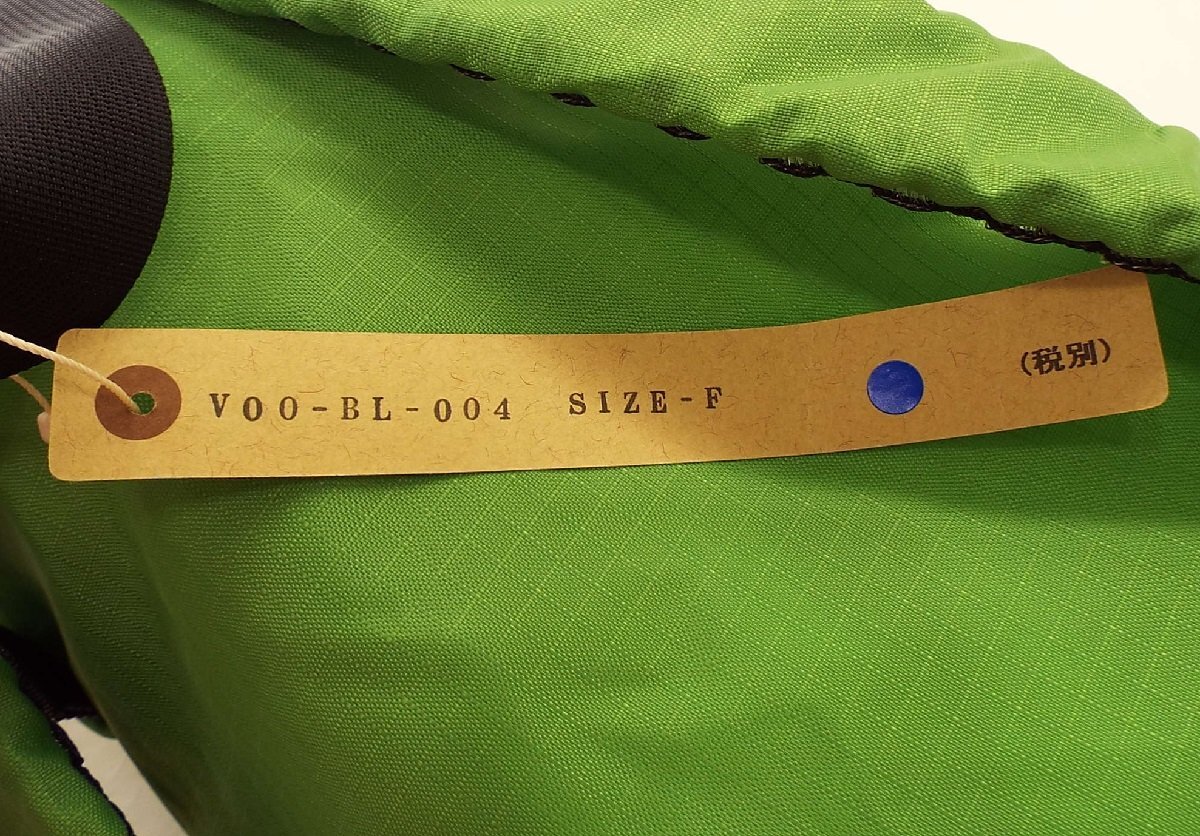 VOO-BL-004 SIZE-F (税別)